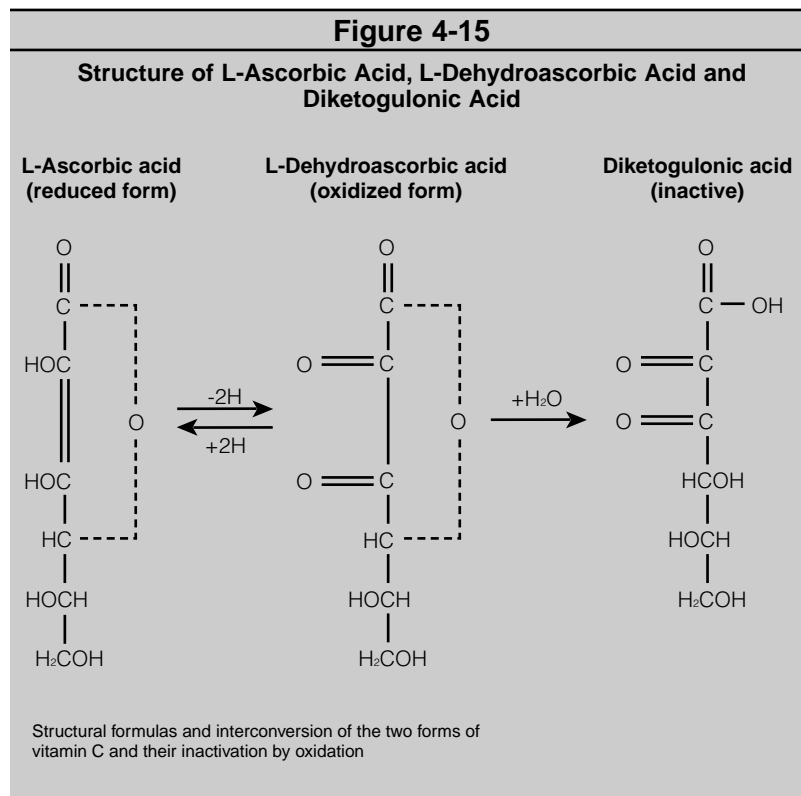 Figure 4-15
Structure of L-Ascorbic Acid, L-Dehydroascorbic Acid and
Diketogulonic Acid
L-Ascorbic acid
(reduced form)
L-Dehydroascorbic acid
(oxidized form)
Diketogulonic acid
(inactive)
O
C
HOC
HOC
HC
HOCH
H₂COH
O
-2H
+2H
O
C
O C
O C
HC
HOCH
H₂COH
O
+H₂O
O
C OH
O C
O C
HCOH
HOCH
H₂COH
Structural formulas and interconversion of the two forms of
vitamin C and their inactivation by oxidation